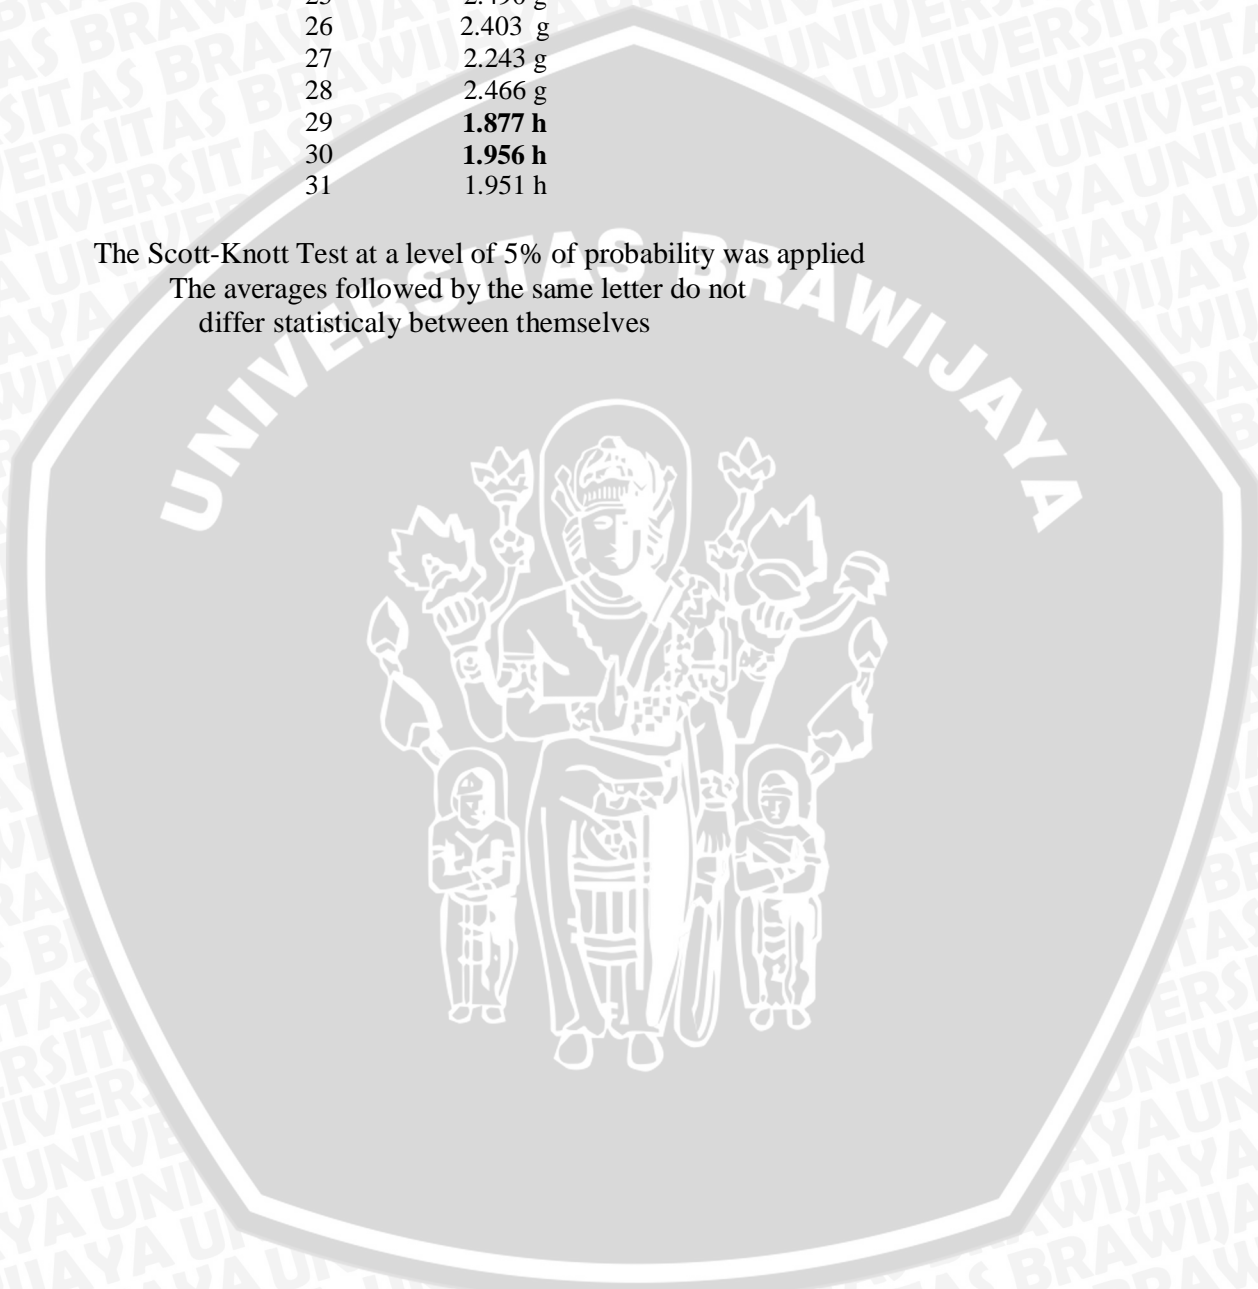 26 2.403 g
27 2.243 g
28 2.466 g
29 1.877 h
30 1.956 h
31 1.951 h
The Scott-Knott Test at a level of 5% of probability was applied
The averages followed by the same letter do not
differ statisticaly between themselves
UNIVERSITAS BRAWIJAYA